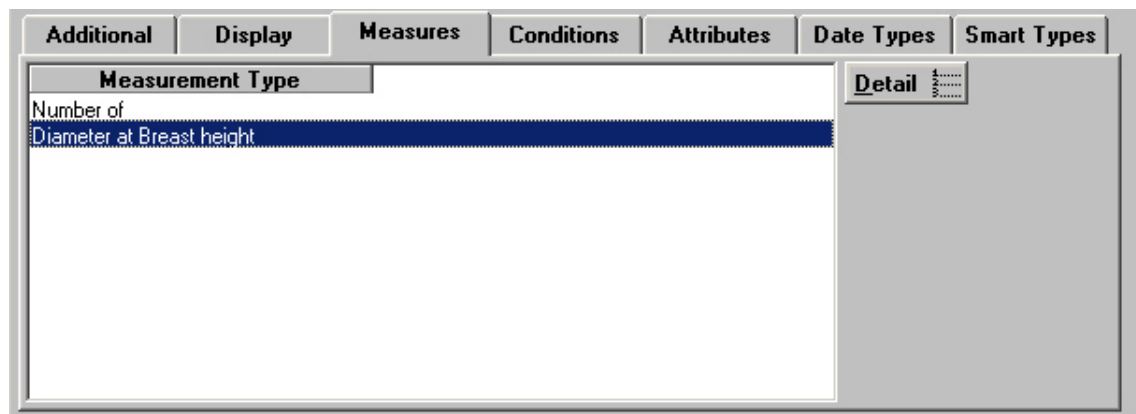 Additional Display Measures Conditions Attributes Date Types Smart Types
Measurement Type
Detail
Number of
Diameter at Breast height